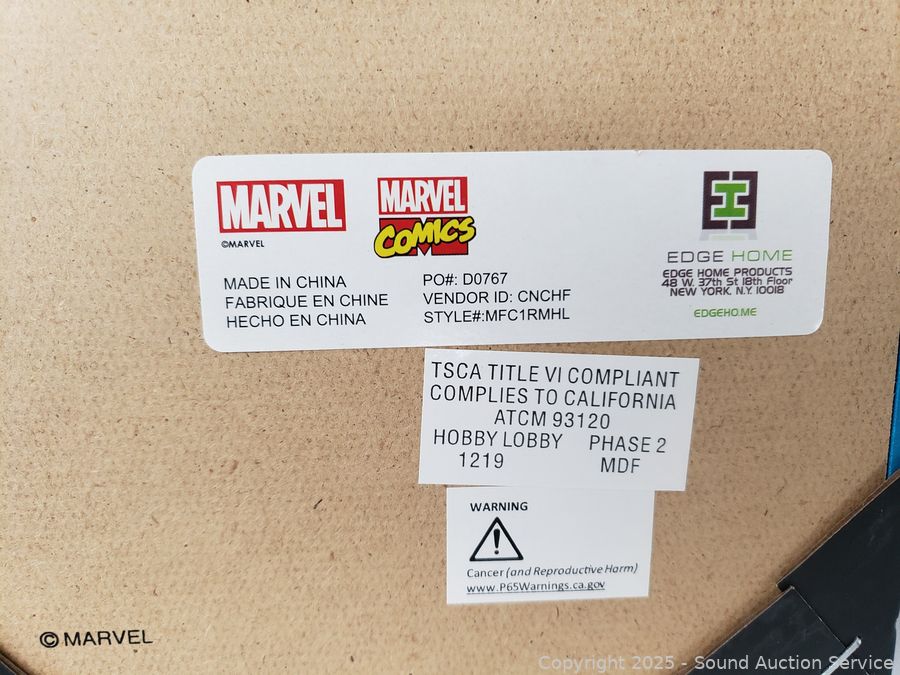 MARVEL
©MARVEL
MARVEL
COMICS
MADE IN CHINA
FABRIQUE EN CHINE
HECHO EN CHINA
PO#: D0767
VENDOR ID: CNCHF
STYLE#:MFC1RMHL
EDGE HOME
EDGE HOME PRODUCTS
48 W. 37th St 18th Floor
NEW YORK, N.Y. 10018
EDGEHO.ME
TSCA TITLE VI COMPLIANT
COMPLIES TO CALIFORNIA
ATCM 93120
HOBBY LOBBY PHASE 2
1219 MDF
WARNING
Cancer (and Reproductive Harm)
www.P65Warnings.ca.gov
©MARVEL
Copyright 2025 - Sound Auction Service